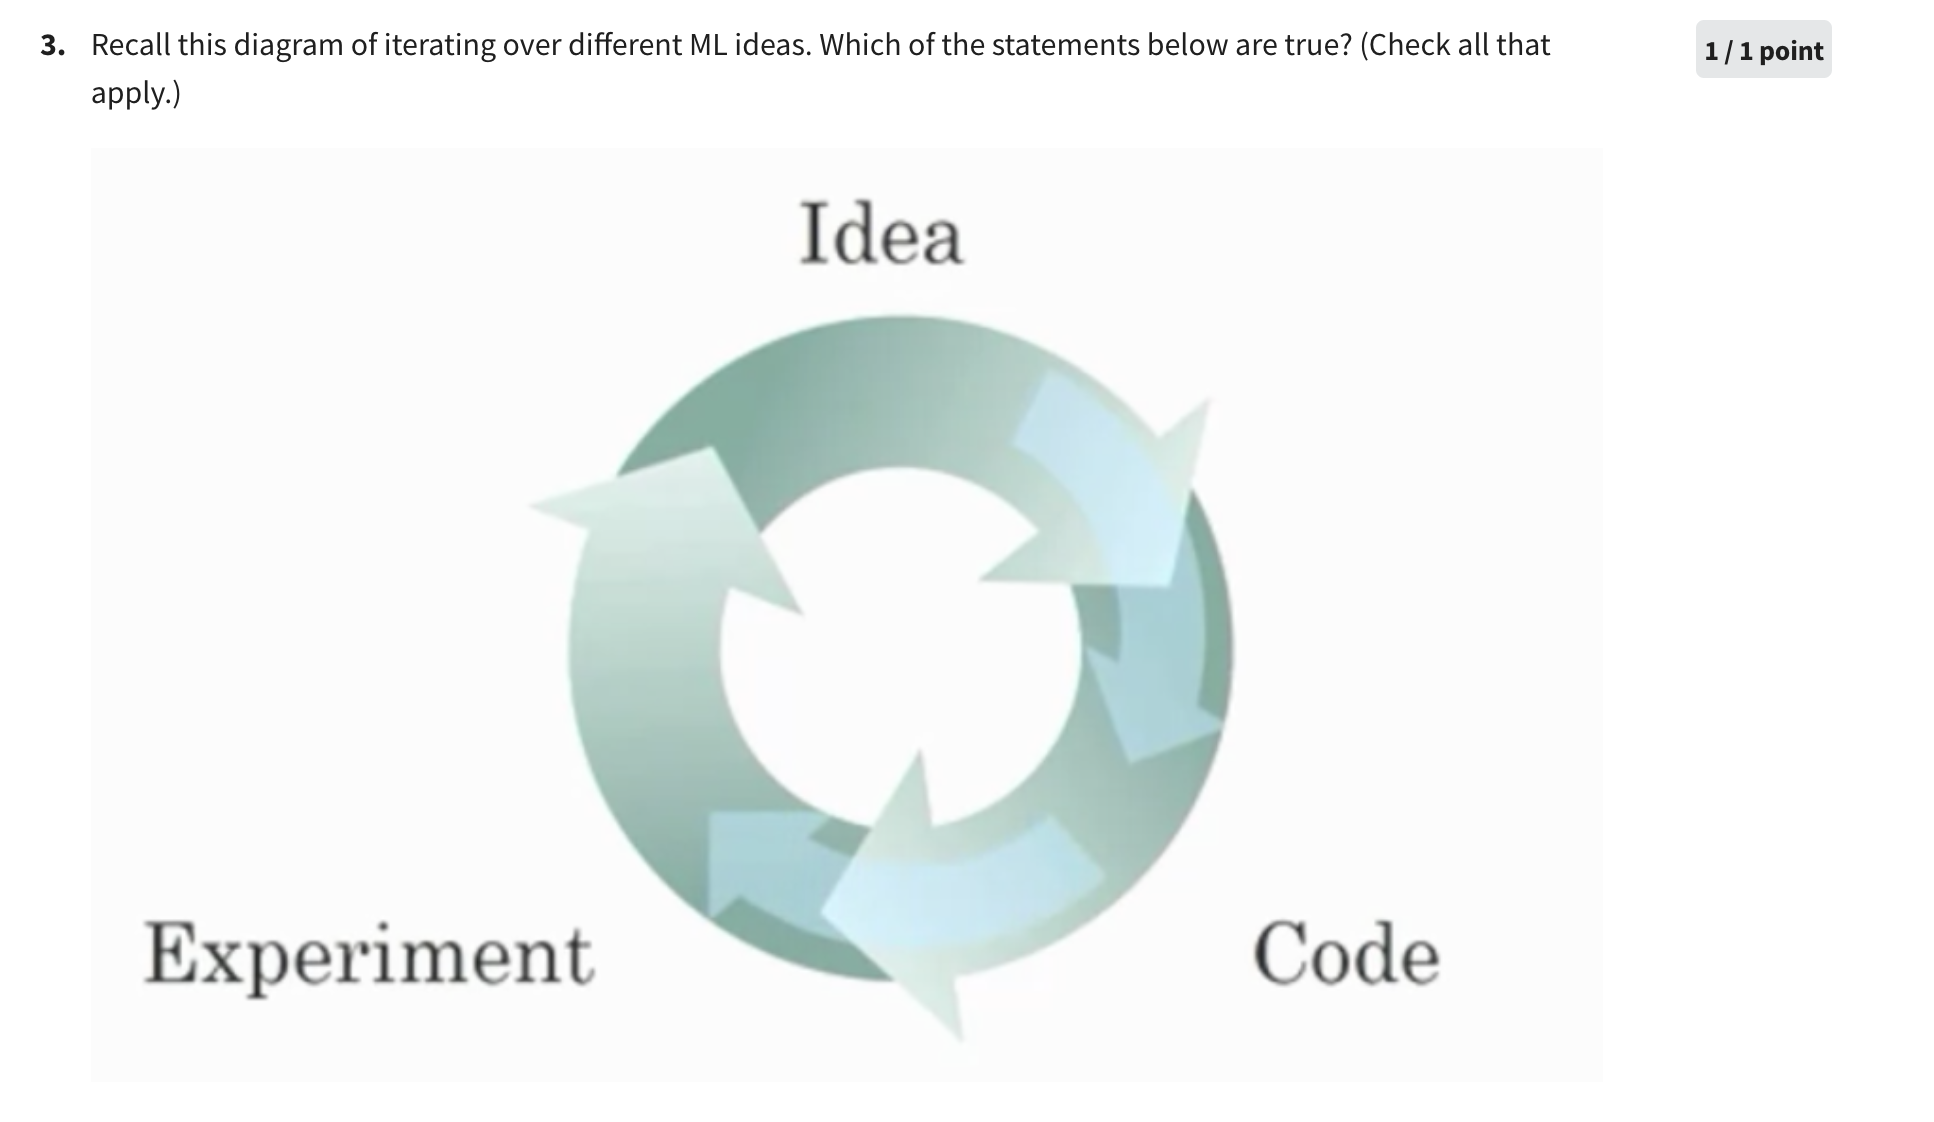 3. Recall this diagram of iterating over different ML ideas. Which of the statements below are true? (Check all that
apply.)
1 / 1 point
Idea
Experiment
Code